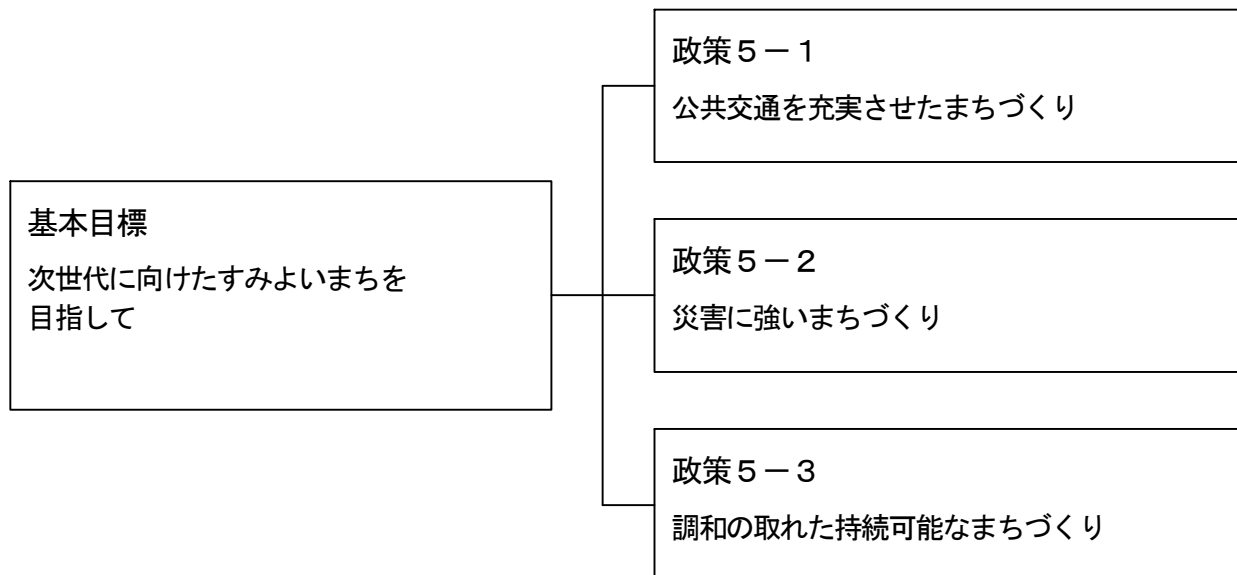 政策５－１
公共交通を充実させたまちづくり
基本目標
次世代に向けたすみよいまちを
目指して
政策５－２
災害に強いまちづくり
政策５－３
調和の取れた持続可能なまちづくり